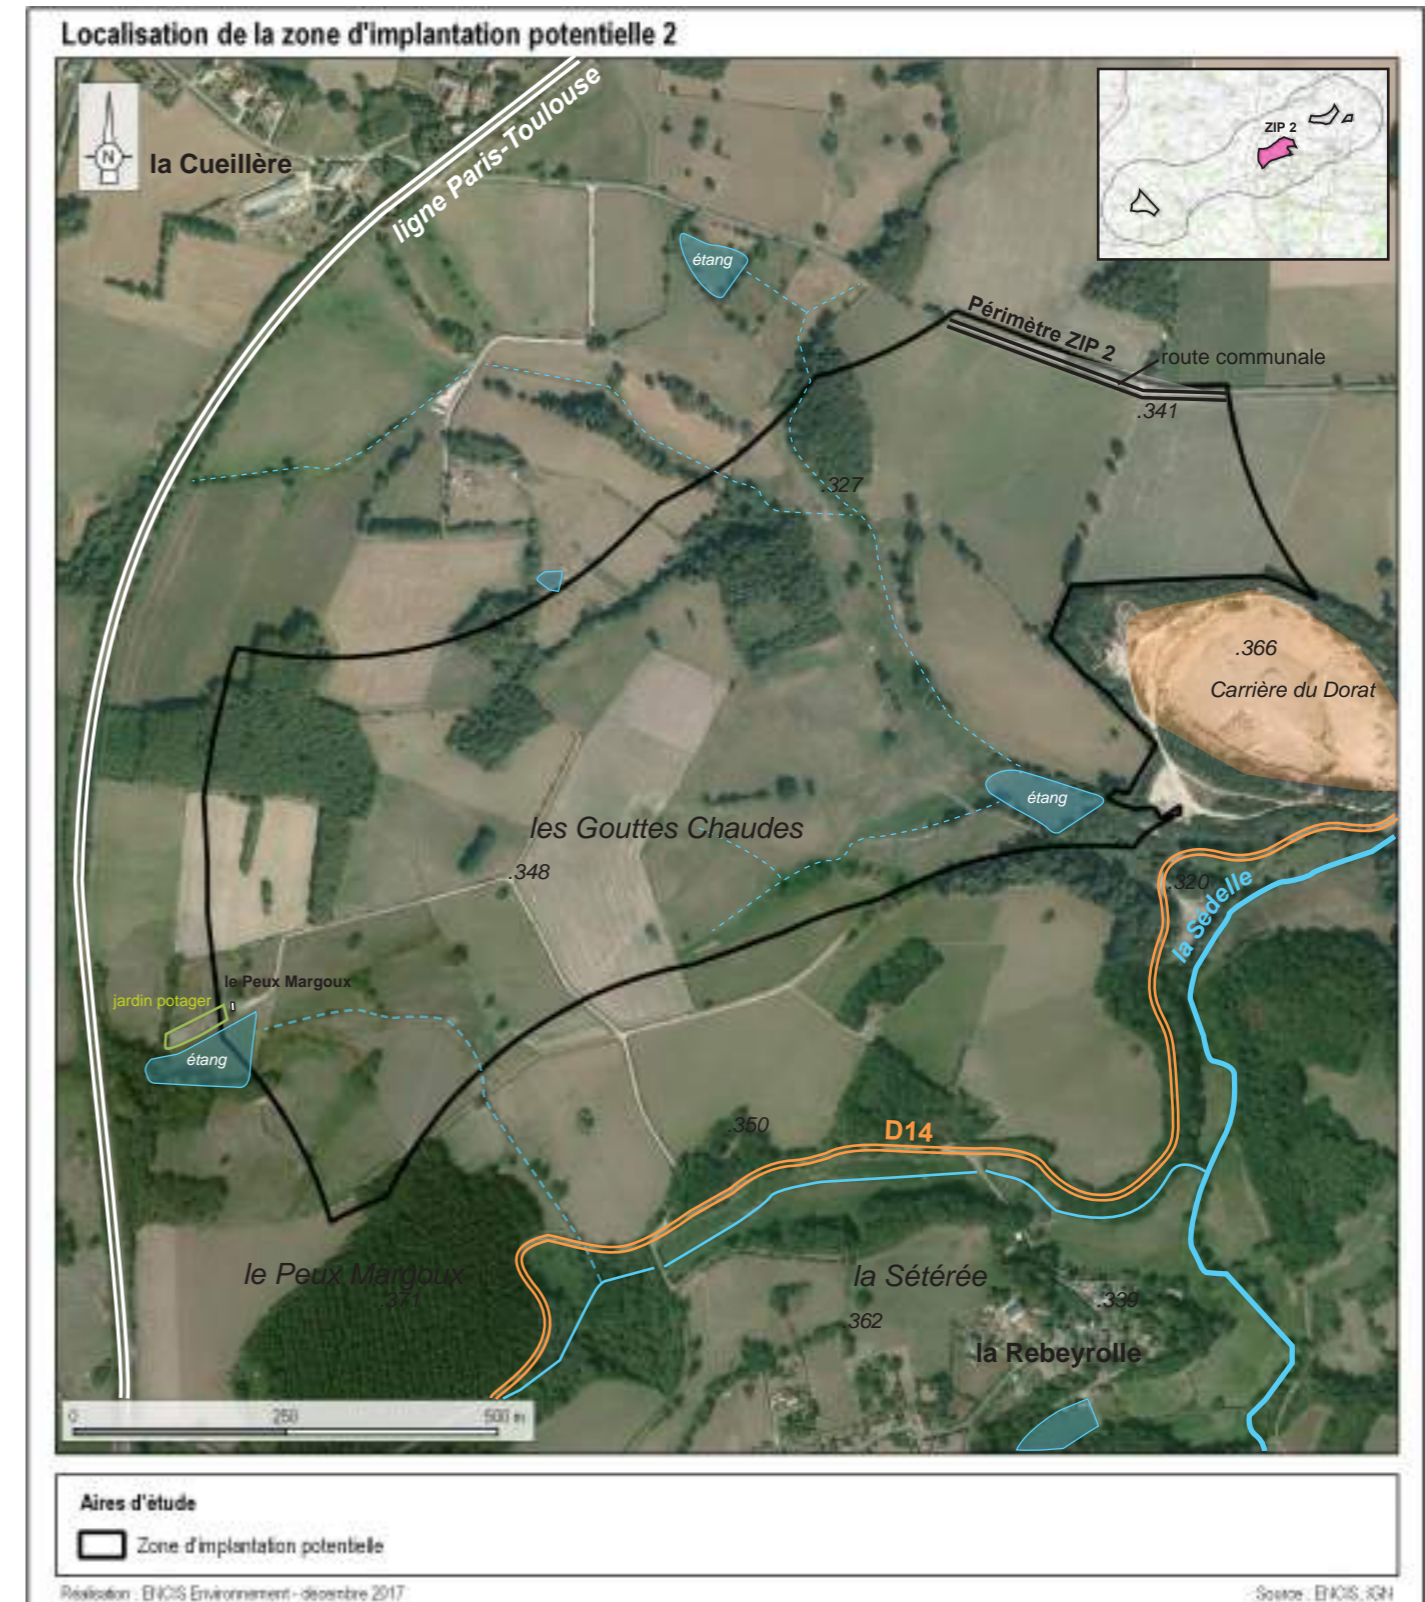 Localisation de la zone d'implantation potentielle 2
N
la Cueillère
ligne Paris-Toulouse
ZIP 2
étang
Périmètre ZIP 2
route communale
.341
.327
.366
Carrière du Dorat
étang
les Gouttes Chaudes
.348
.320
la Sédelle
le Peux Margoux
jardin potager
étang
.350
D14
le Peux Margoux
.371
la Sétérée
.339
362
la Rebeyrolle
0 250 500 m
Aires d'étude
Zone d'implantation potentielle
Réalisation : ENCIS Environnement - décembre 2017
Source : ENCIS, IGN